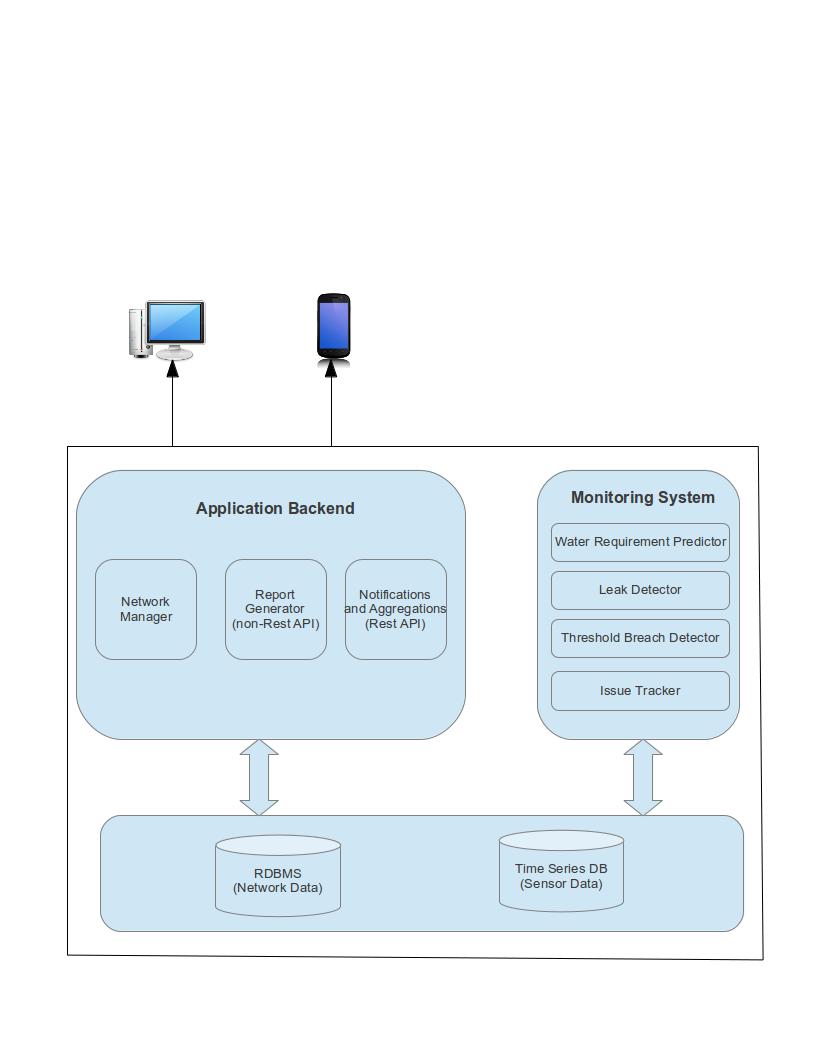 Application Backend
Network
Manager
Report
Generator
(non-Rest API)
Notifications
and Aggregations
(Rest API)
Monitoring System
Water Requirement Predictor
Leak Detector
Threshold Breach Detector
Issue Tracker
RDBMS
(Network Data)
Time Series DB
(Sensor Data)